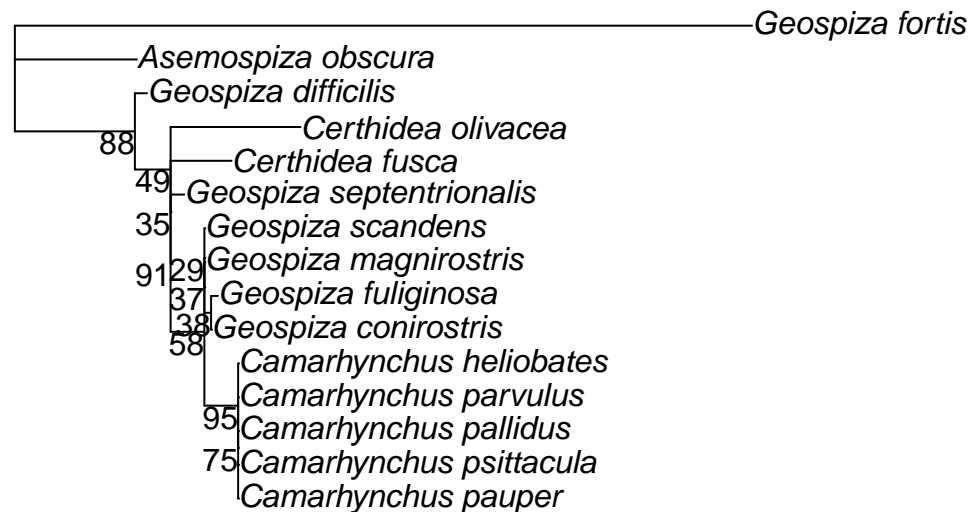 Geospiza fortis
Asemospiza obscura
Geospiza difficilis
88
Certhidea olivacea
Certhidea fusca
49
Geospiza septentrionalis
35
Geospiza scandens
Geospiza magnirostris
91
29
Geospiza fuliginosa
37
38
Geospiza conirostris
58
Camarhynchus heliobates
Camarhynchus parvulus
95
Camarhynchus pallidus
75
Camarhynchus psittacula
Camarhynchus pauper